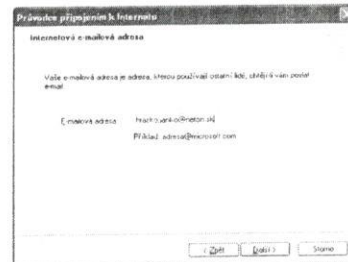 Průvodce připojením k Internetu
Internetová e-mailová adresa
Vaše e-mailová adresa je adresa, kterou používají ostatní lidé, chtějí-li vám poslat
e-mail.
E-mailová adresa:
Příklad: adresa@microsoft.com
< Zpět
Další >
Storno